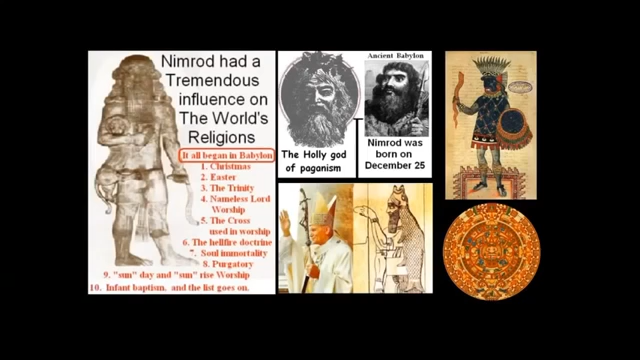 Nimrod had a
Tremendous
influence on
The World's
Religions
It all began in Babylon
1. Christmas
2. Easter
3. The Trinity
4. Nameless Lord
Worship
5. The Cross
used in worship
6. The hellfire doctrine
7. Soul immortality
8. Purgatory
9. "sun" day and "sun" rise Worship
10. Infant baptism, and the list goes on.
The Holly god
of paganism
Ancient Babylon
Nimrod was
born on
December 25